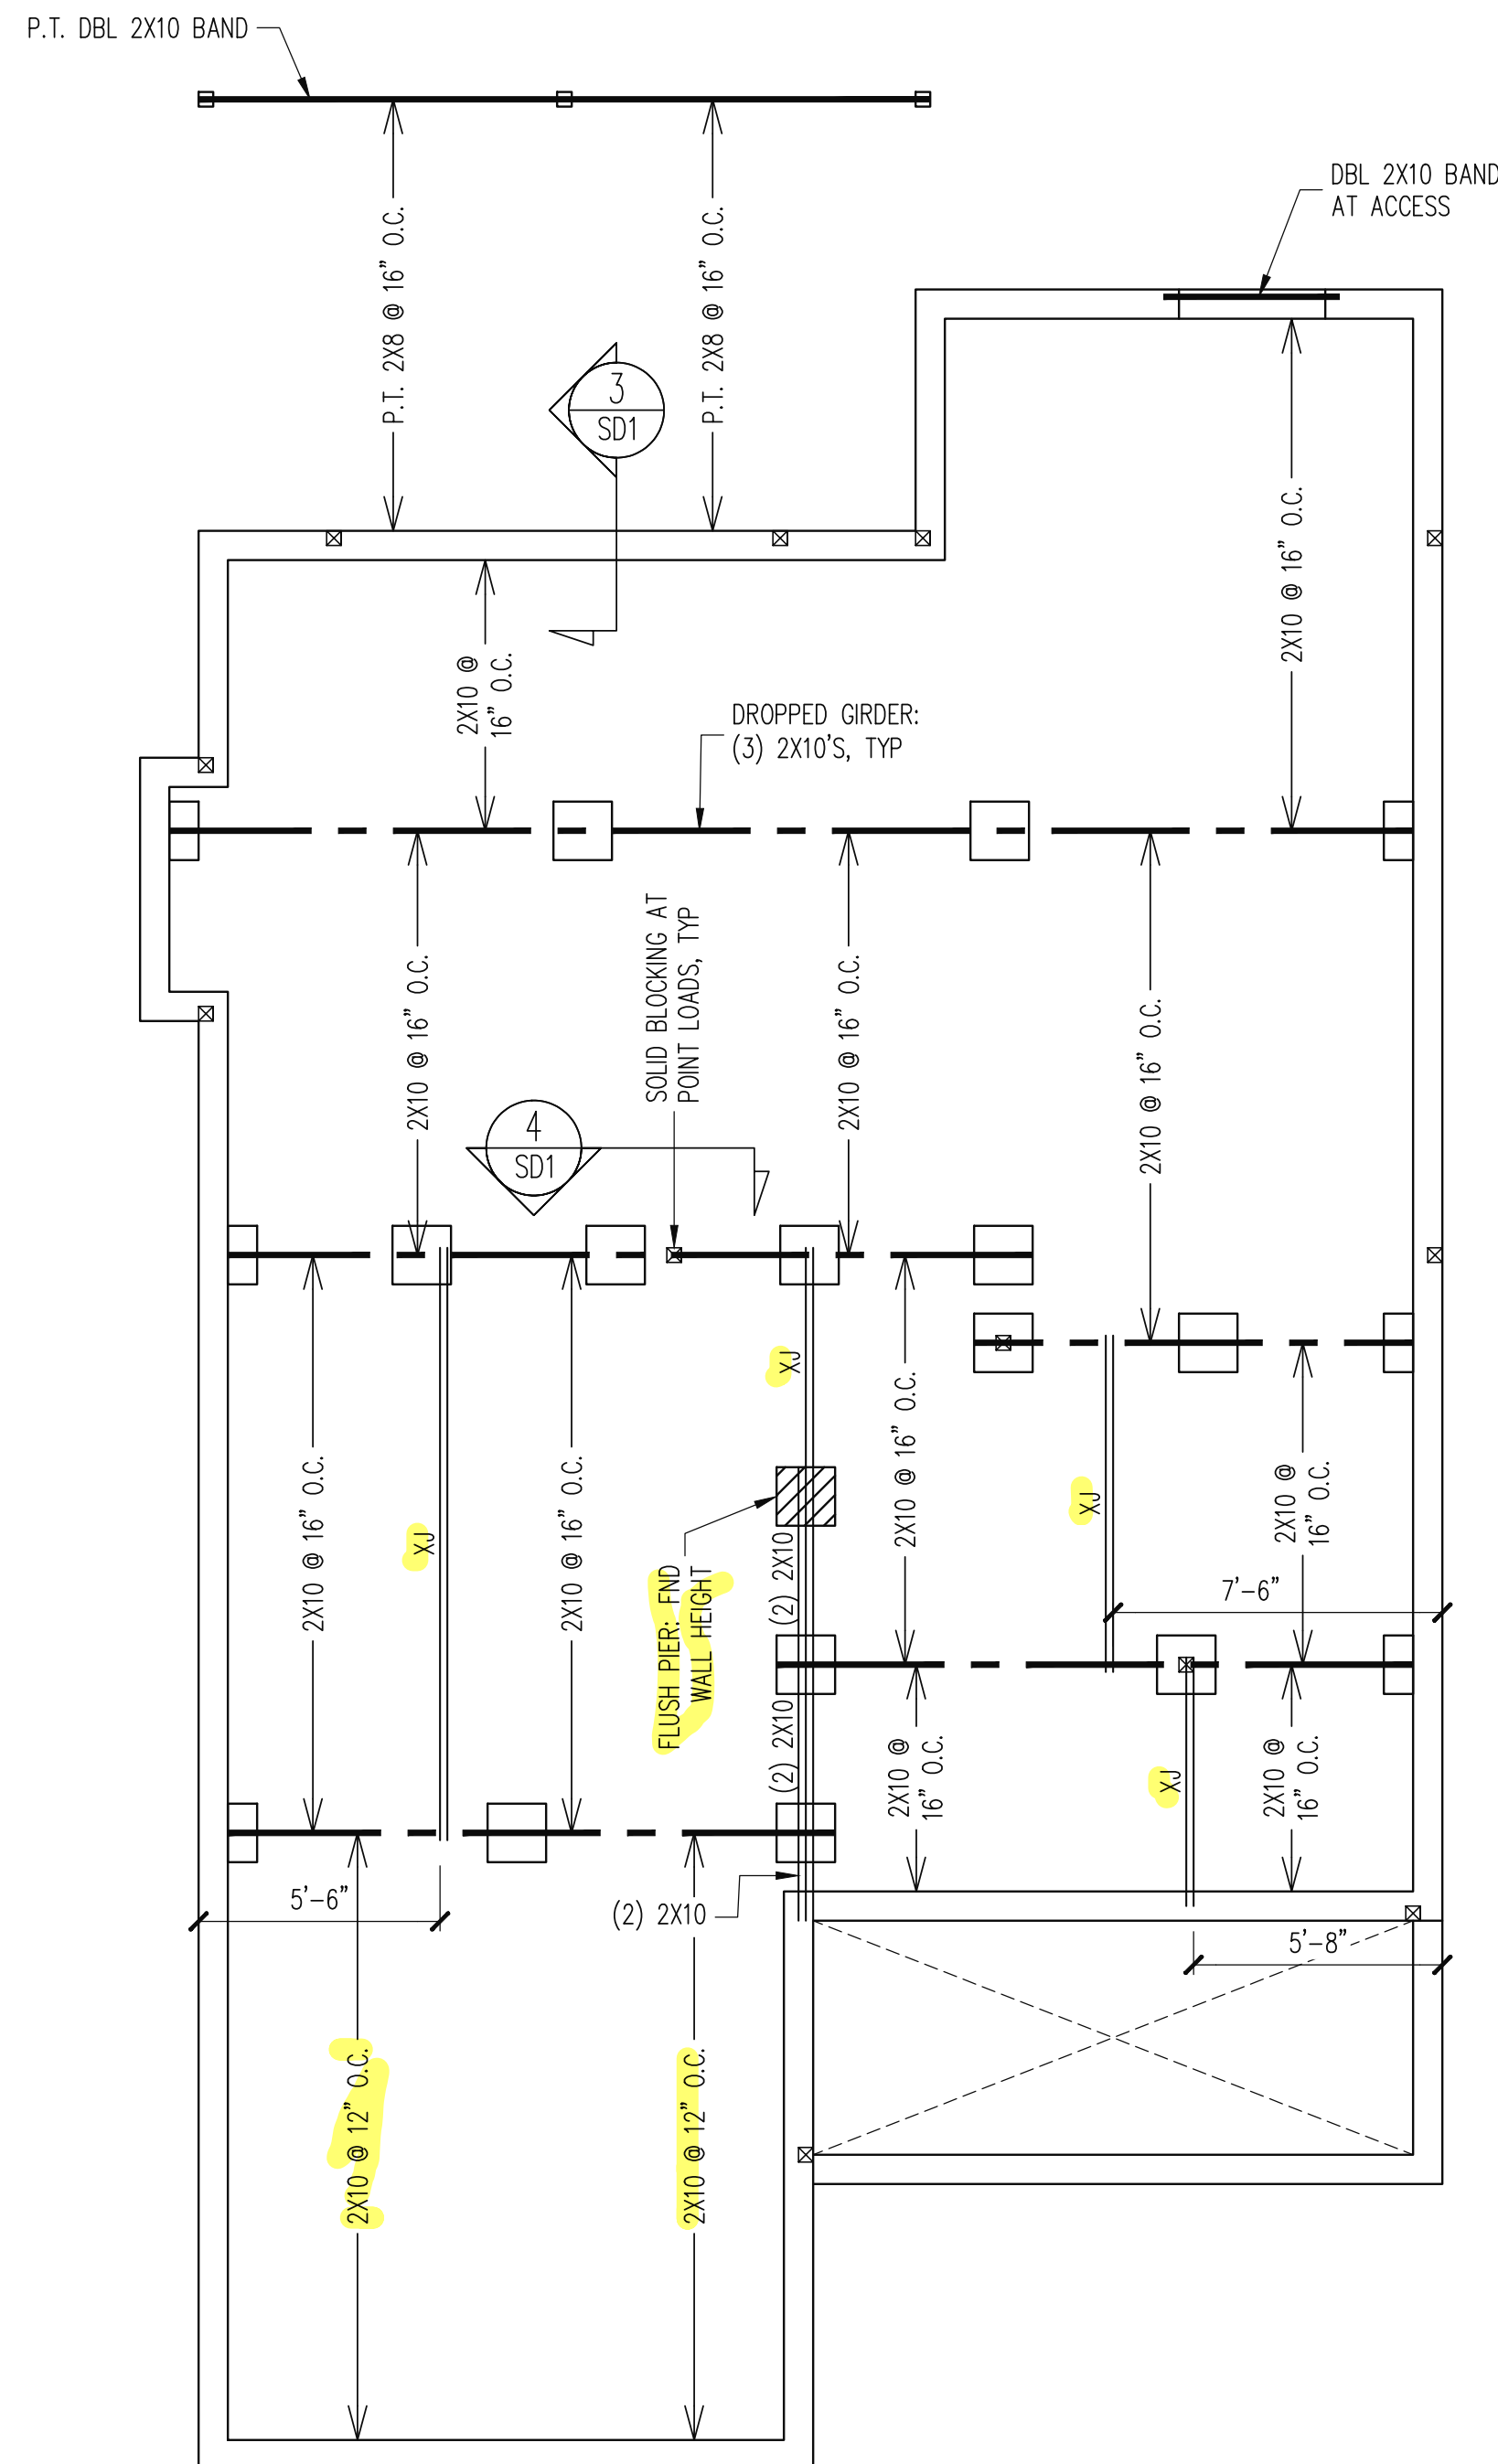 P.T. DBL 2X10 BAND
DBL 2X10 BAND
AT ACCESS
P.T. 2X8 @ 16" O.C.
P.T. 2X8 @ 16" O.C.
3
SD1
2X10 @ 16" O.C.
2X10 @
16" O.C.
DROPPED GIRDER:
(3) 2X10'S, TYP
SOLID BLOCKING AT
POINT LOADS, TYP
2X10 @ 16" O.C.
2X10 @ 16" O.C.
2X10 @ 16" O.C.
4
SD1
XJ
2X10 @ 16" O.C.
2X10 @ 16" O.C.
2X10 @ 16" O.C.
XJ
XJ
2X10 @
16" O.C.
FLUSH PIER: FND
WALL HEIGHT
(2) 2X10
7'-6"
(2) 2X10
2X10 @
16" O.C.
XJ
2X10 @
16" O.C.
5'-6"
(2) 2X10
5'-8"
2X10 @ 12" O.C.
2X10 @ 12" O.C.